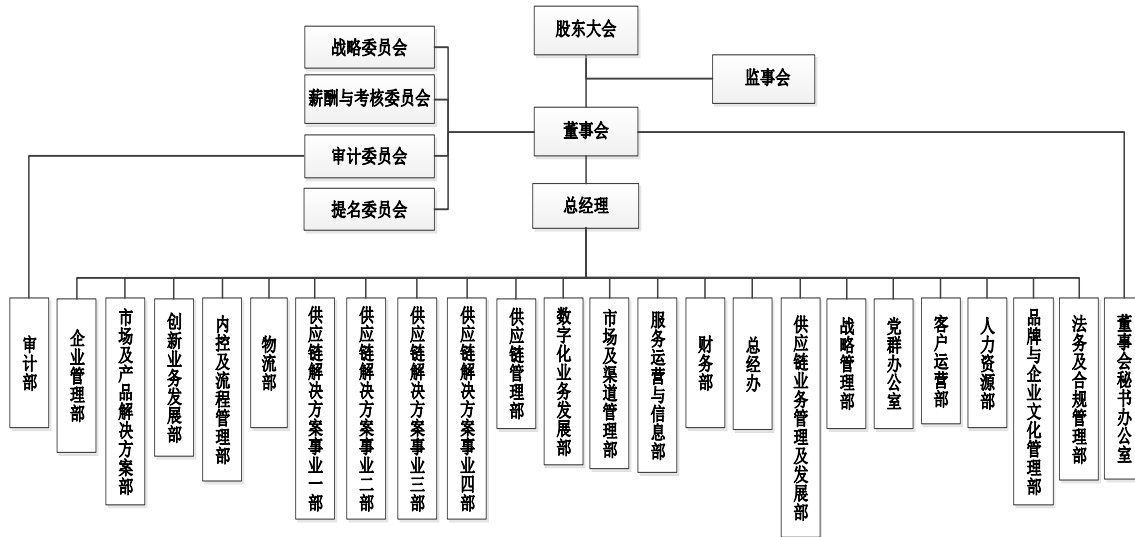 股东大会
战略委员会
监事会
薪酬与考核委员会
董事会
审计委员会
总经理
提名委员会
审计部
企业管理部
市场及产品解决方案部
创新业务发展部
内控及流程管理部
物流部
供应链解决方案事业一部
供应链解决方案事业二部
供应链解决方案事业三部
供应链解决方案事业四部
供应链管理部
数字化业务发展部
市场及渠道管理部
服务运营与信息部
财务部
总经办
供应链业务管理及发展部
战略管理部
党群办公室
客户运营部
人力资源部
品牌与企业文化管理部
法务及合规管理部
董事会秘书办公室